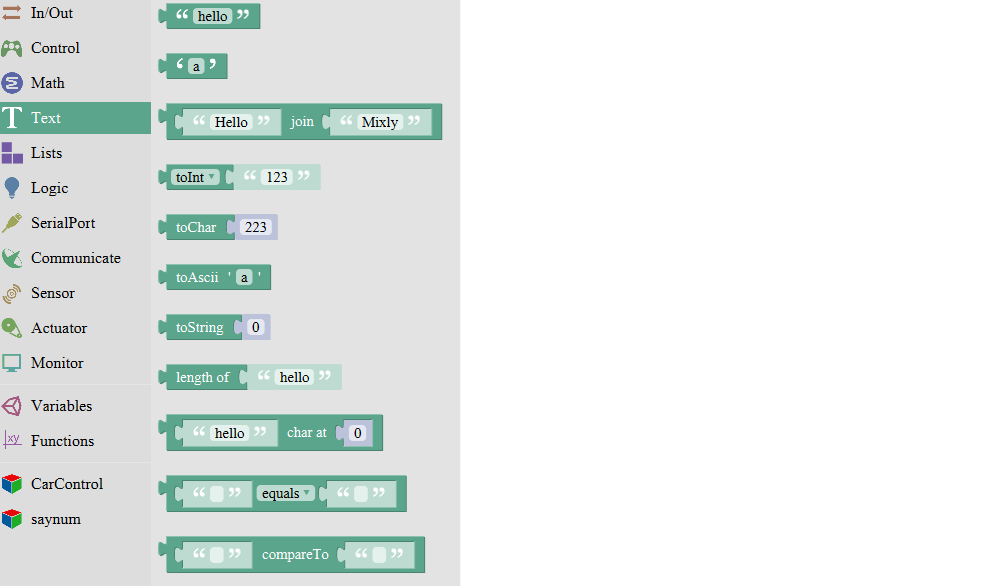 In/Out
Control
Math
Text
Lists
Logic
SerialPort
Communicate
Sensor
Actuator
Monitor
Variables
Functions
xy
CarControl
saynum
“ hello ”
‘ a ’
“ Hello ” join “ Mixly ”
toInt “ 123 ”
toChar 223
toAscii ' a '
toString 0
length of “ hello ”
“ hello ” char at 0
“ ” equals “ ”
“ ” compareTo “ ”